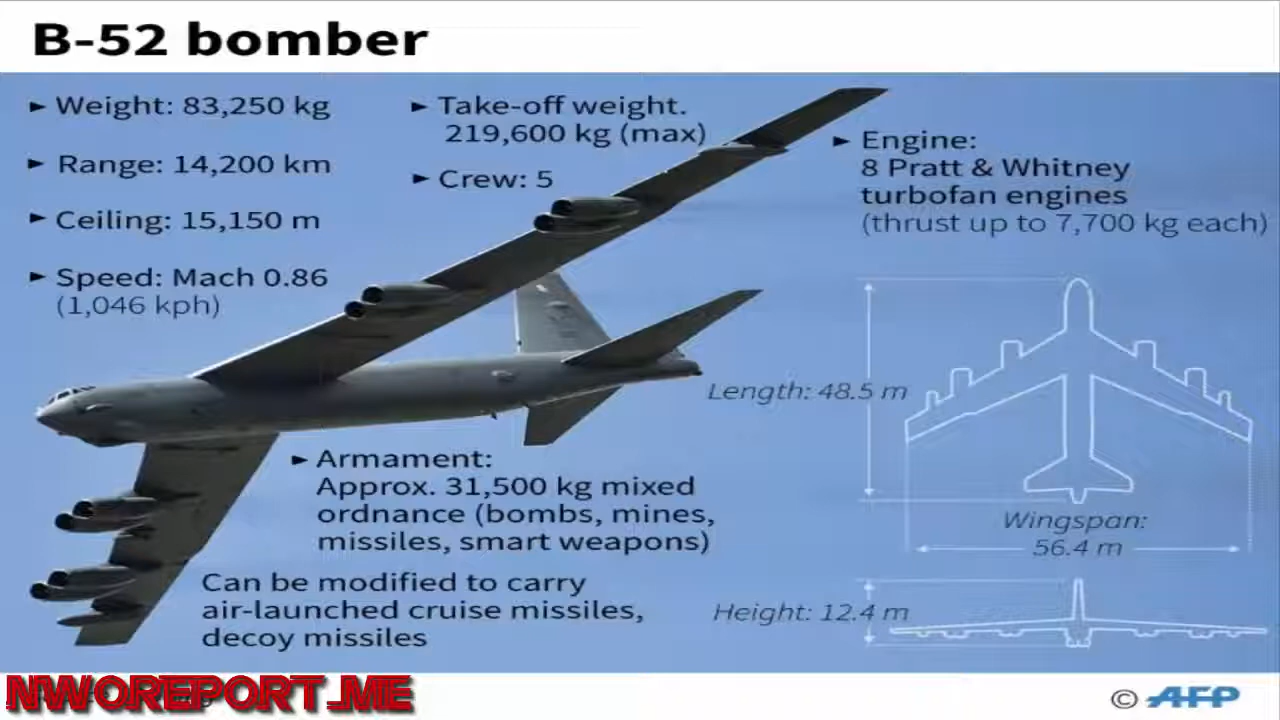 B-52 bomber
► Weight: 83,250 kg
► Range: 14,200 km
► Ceiling: 15,150 m
► Speed: Mach 0.86
(1,046 kph)
► Take-off weight.
219,600 kg (max)
► Crew: 5
► Engine:
8 Pratt & Whitney
turbofan engines
(thrust up to 7,700 kg each)
Length: 48.5 m
Wingspan:
56.4 m
Height: 12.4 m
► Armament:
Approx. 31,500 kg mixed
ordnance (bombs, mines,
missiles, smart weapons)
Can be modified to carry
air-launched cruise missiles,
decoy missiles
NWOREPORT.ME
© AFP